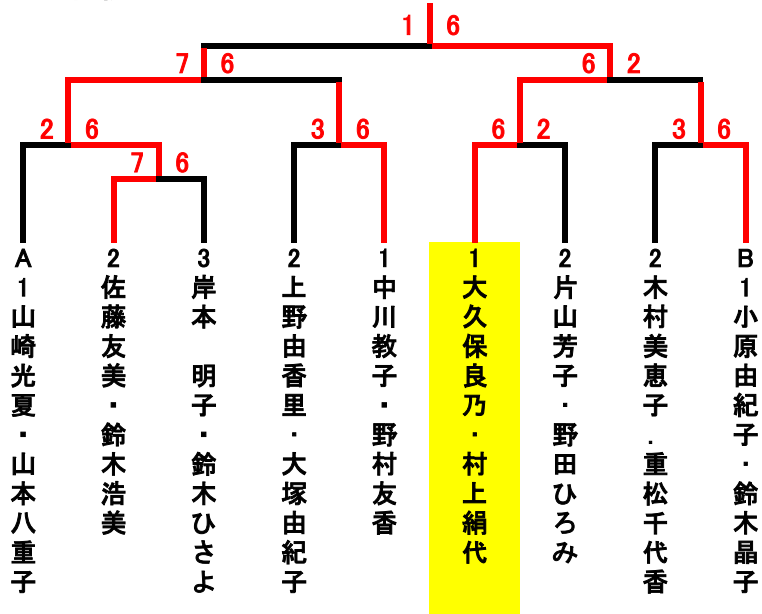 1 6
7 6 6 2
2 6 3 6 6 2 3 6
7 6
A1山崎光夏・山本八重子
2佐藤友美・鈴木浩美
3岸本　明子・鈴木ひさよ
2上野由香里・大塚由紀子
1中川教子・野村友香
1大久保良乃・村上絹代
2片山芳子・野田ひろみ
2木村美恵子．重松千代香
B1小原由紀子・鈴木晶子